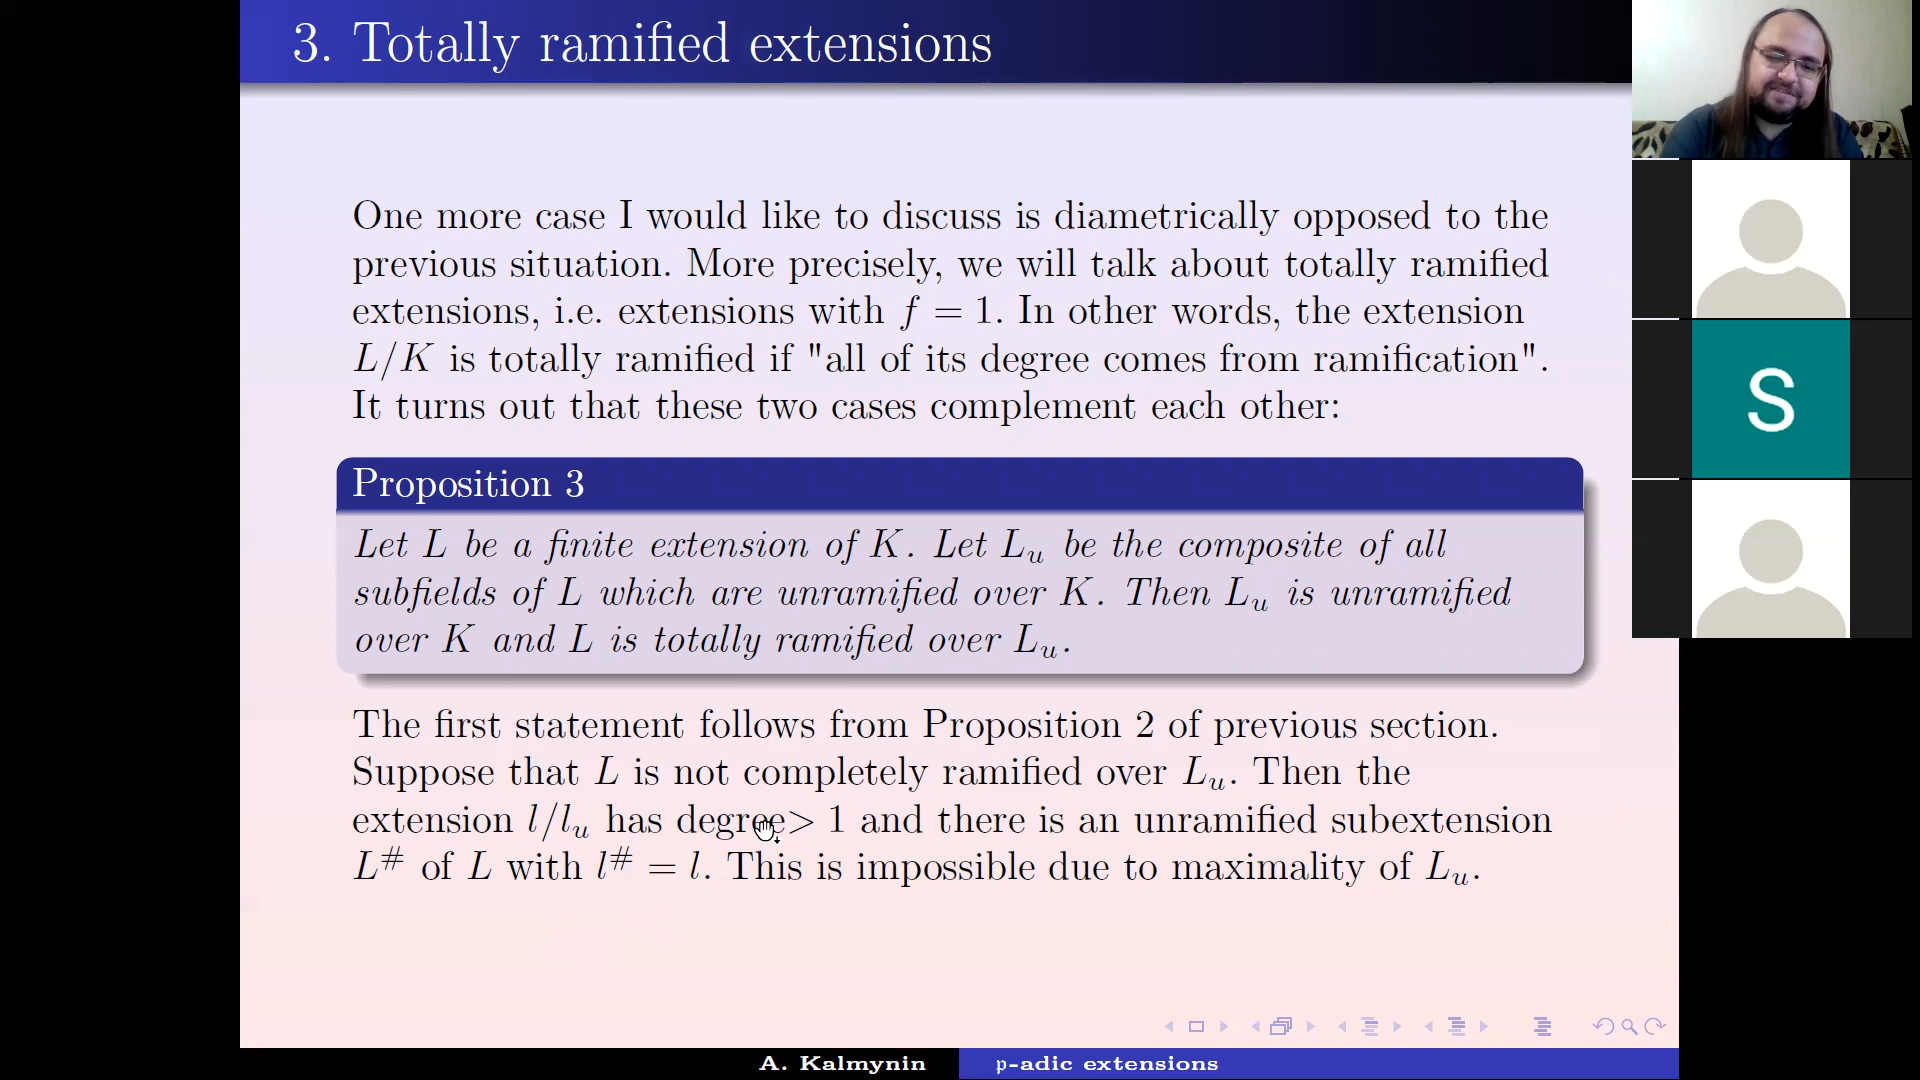 3. Totally ramified extensions
One more case I would like to discuss is diametrically opposed to the
previous situation. More precisely, we will talk about totally ramified
extensions, i.e. extensions with f = 1. In other words, the extension
L/K is totally ramified if "all of its degree comes from ramification".
It turns out that these two cases complement each other:
Proposition 3
Let L be a finite extension of K. Let L_u be the composite of all
subfields of L which are unramified over K. Then L_u is unramified
over K and L is totally ramified over L_u.
The first statement follows from Proposition 2 of previous section.
Suppose that L is not completely ramified over L_u. Then the
extension l/l_u has degree> 1 and there is an unramified subextension
L^# of L with l^# = l. This is impossible due to maximality of L_u.
S
A. Kalmynin
p-adic extensions